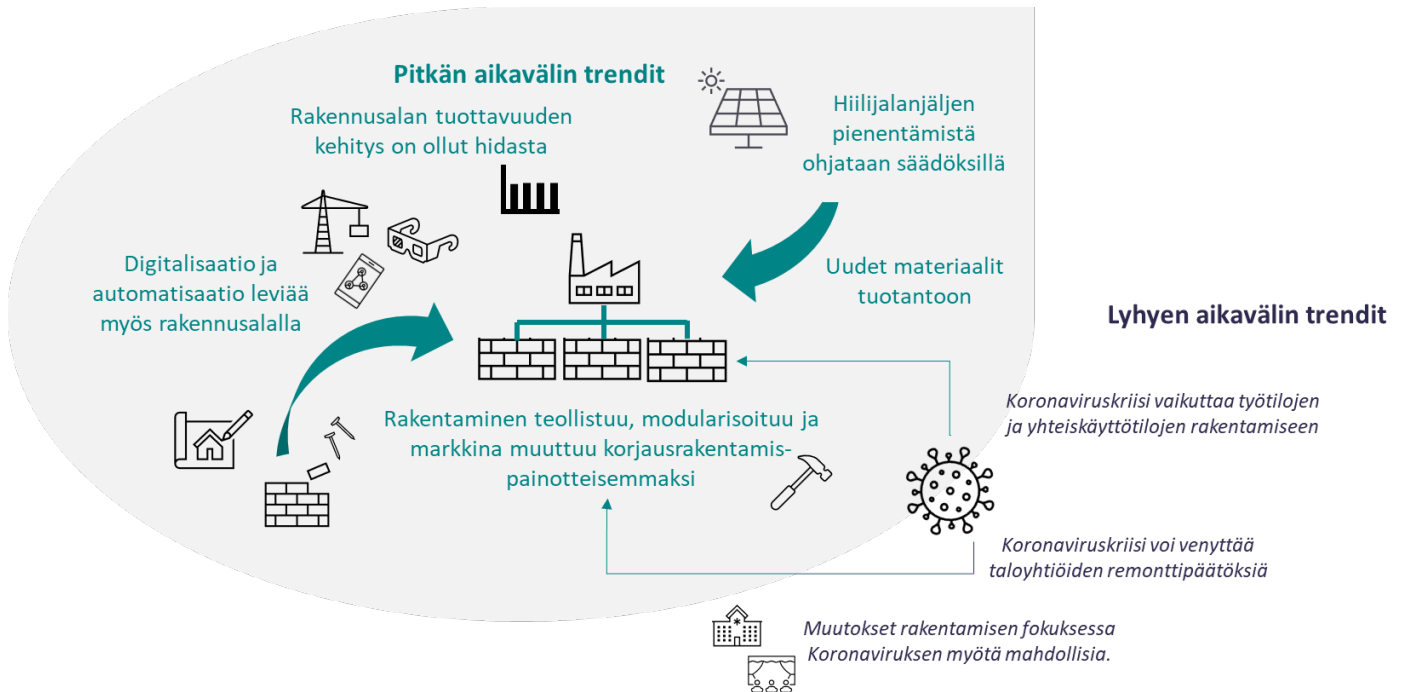 Pitkän aikavälin trendit
Rakennusalan tuottavuuden
kehitys on ollut hidasta
Hiilijalanjäljen
pienentämistä
ohjataan säädöksillä
Digitalisaatio ja
automatisaatio leviää
myös rakennusalalla
Uudet materiaalit
tuotantoon
Rakentaminen teollistuu, modularisoituu ja
markkina muuttuu korjausrakentamis-
painotteisemmaksi
Lyhyen aikavälin trendit
Koronaviruskriisi vaikuttaa työtilojen
ja yhteiskäyttötilojen rakentamiseen
Koronaviruskriisi voi venyttää
taloyhtiöiden remonttipäätöksiä
Muutokset rakentamisen fokuksessa
Koronaviruksen myötä mahdollisia.